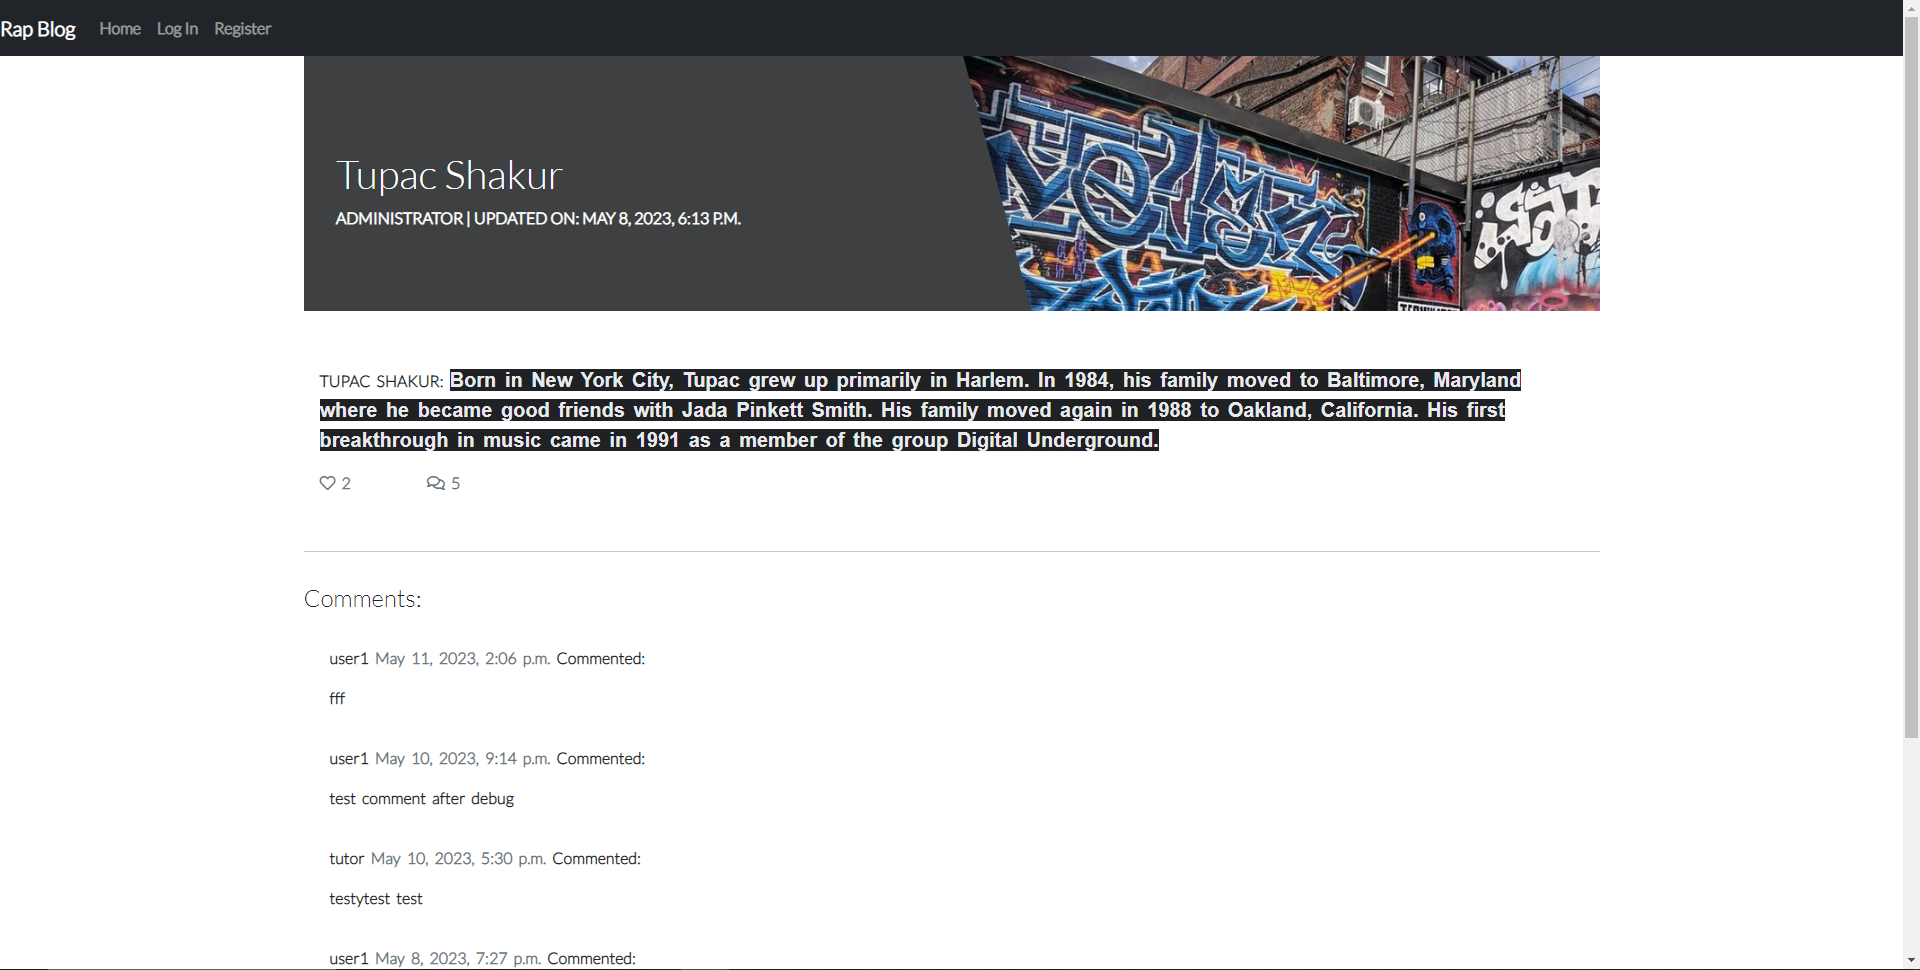 Rap Blog Home Log In Register
Tupac Shakur
ADMINISTRATOR | UPDATED ON: MAY 8, 2023, 6:13 P.M.
TUPAC SHAKUR: Born in New York City, Tupac grew up primarily in Harlem. In 1984, his family moved to Baltimore, Maryland
where he became good friends with Jada Pinkett Smith. His family moved again in 1988 to Oakland, California. His first
breakthrough in music came in 1991 as a member of the group Digital Underground.
2 5
Comments:
user1 May 11, 2023, 2:06 p.m. Commented:
fff
user1 May 10, 2023, 9:14 p.m. Commented:
test comment after debug
tutor May 10, 2023, 5:30 p.m. Commented:
testytest test
user1 May 8, 2023, 7:27 p.m. Commented: